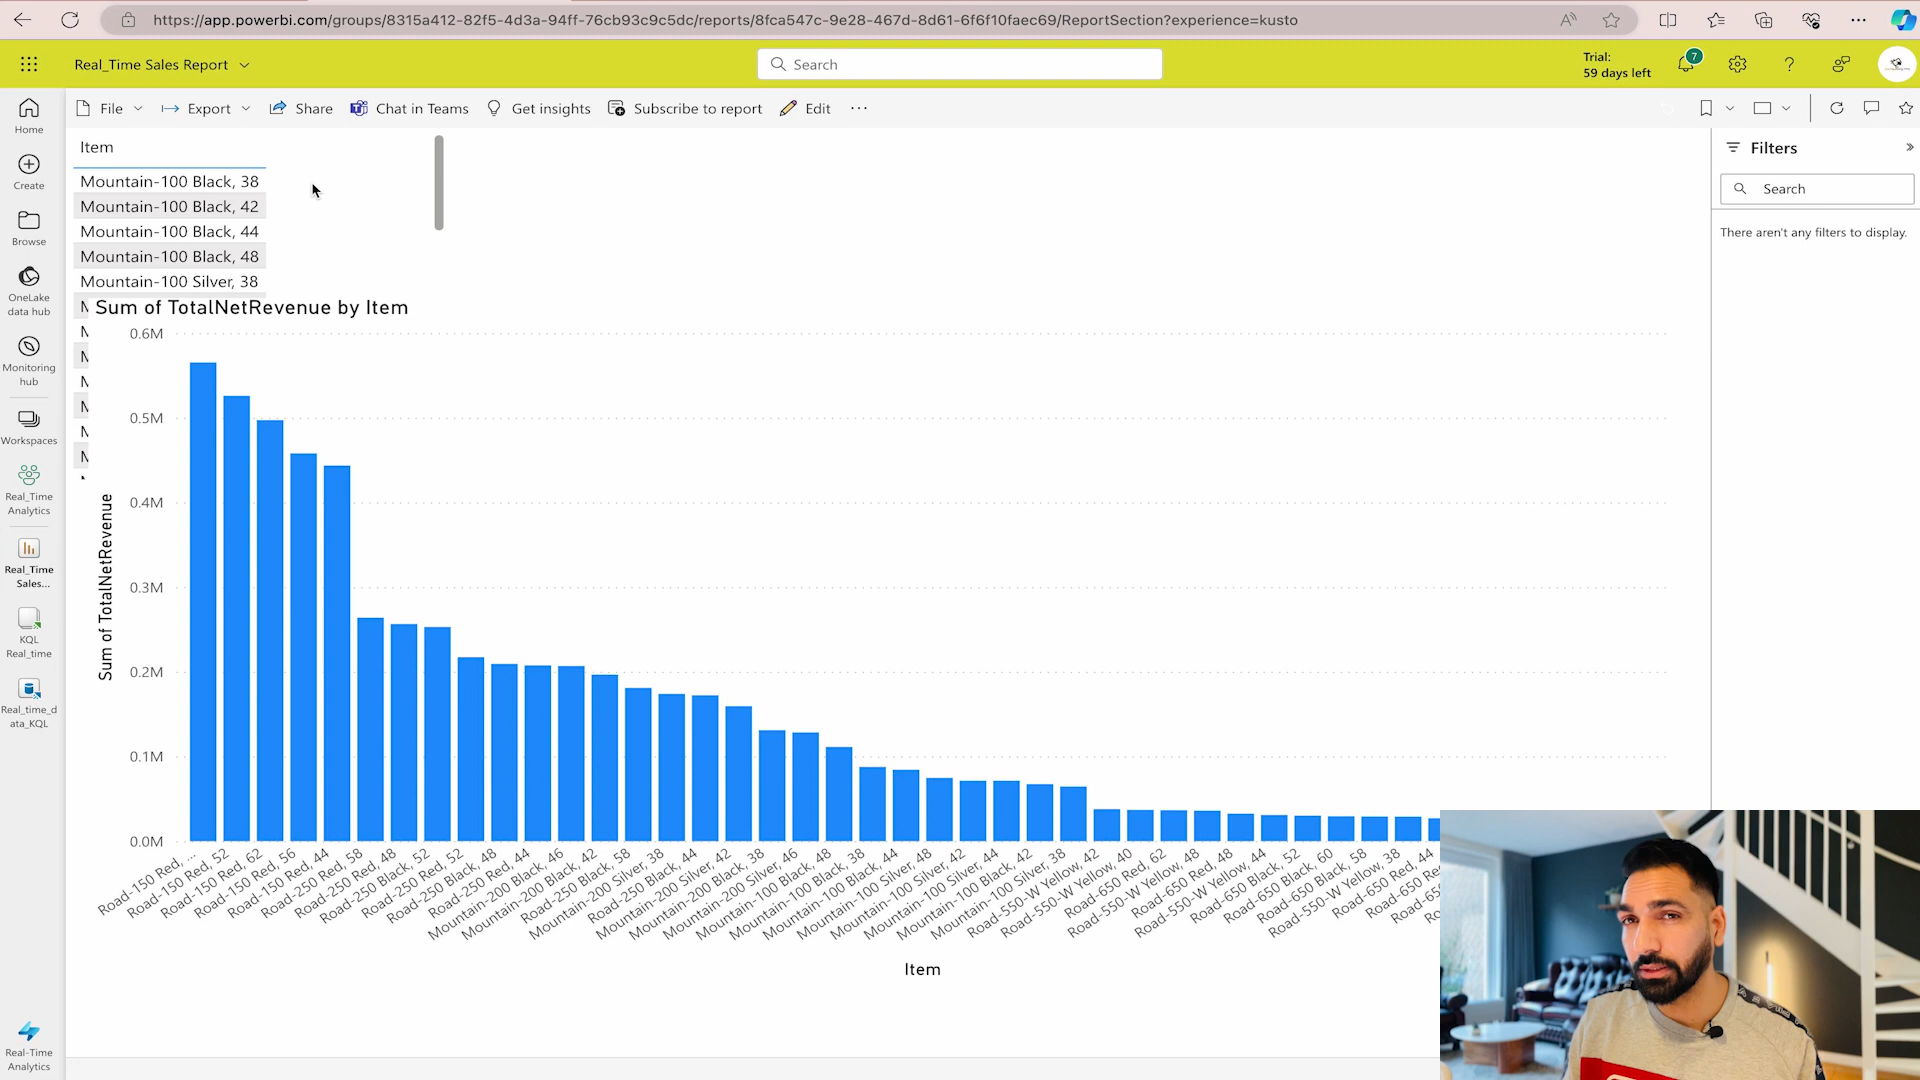 https://app.powerbi.com/groups/8315a412-82f5-4d3a-94ff-76cb93c9c5dc/reports/8fca547c-9e28-467d-8d61-6f6f10faec69/ReportSection?experience=kusto
Real_Time Sales Report
Search
Trial:
59 days left
7
File
Export
Share
Chat in Teams
Get insights
Subscribe to report
Edit
Home
Create
Browse
OneLake
data hub
Monitoring
hub
Workspaces
Real_Time
Analytics
Real_Time
Sales...
KQL
Real_time
Real_time_d
ata_KQL
Real-Time
Analytics
Item
Mountain-100 Black, 38
Mountain-100 Black, 42
Mountain-100 Black, 44
Mountain-100 Black, 48
Mountain-100 Silver, 38
Sum of TotalNetRevenue by Item
0.6M
0.5M
0.4M
0.3M
0.2M
0.1M
0.0M
Sum of TotalNetRevenue
Road-150 Red, ...
Road-150 Red, 52
Road-150 Red, 62
Road-150 Red, 56
Road-150 Red, 44
Road-250 Red, 58
Road-250 Red, 48
Road-250 Black, 52
Road-250 Red, 52
Road-250 Black, 48
Road-250 Red, 44
Mountain-200 Black, 46
Mountain-200 Black, 42
Road-250 Black, 58
Mountain-200 Silver, 38
Road-250 Black, 44
Mountain-200 Silver, 42
Mountain-200 Black, 38
Mountain-200 Silver, 46
Mountain-100 Black, 48
Mountain-100 Black, 38
Mountain-100 Black, 44
Mountain-100 Silver, 48
Mountain-100 Silver, 42
Mountain-100 Silver, 44
Mountain-100 Black, 42
Mountain-100 Silver, 38
Road-550-W Yellow, 42
Road-550-W Yellow, 40
Road-650 Red, 62
Road-550-W Yellow, 48
Road-650 Red, 48
Road-550-W Yellow, 44
Road-650 Black, 52
Road-650 Black, 60
Road-650 Black, 58
Road-550-W Yellow, 38
Road-650 Red, 44
Item
Filters
Search
There aren't any filters to display.